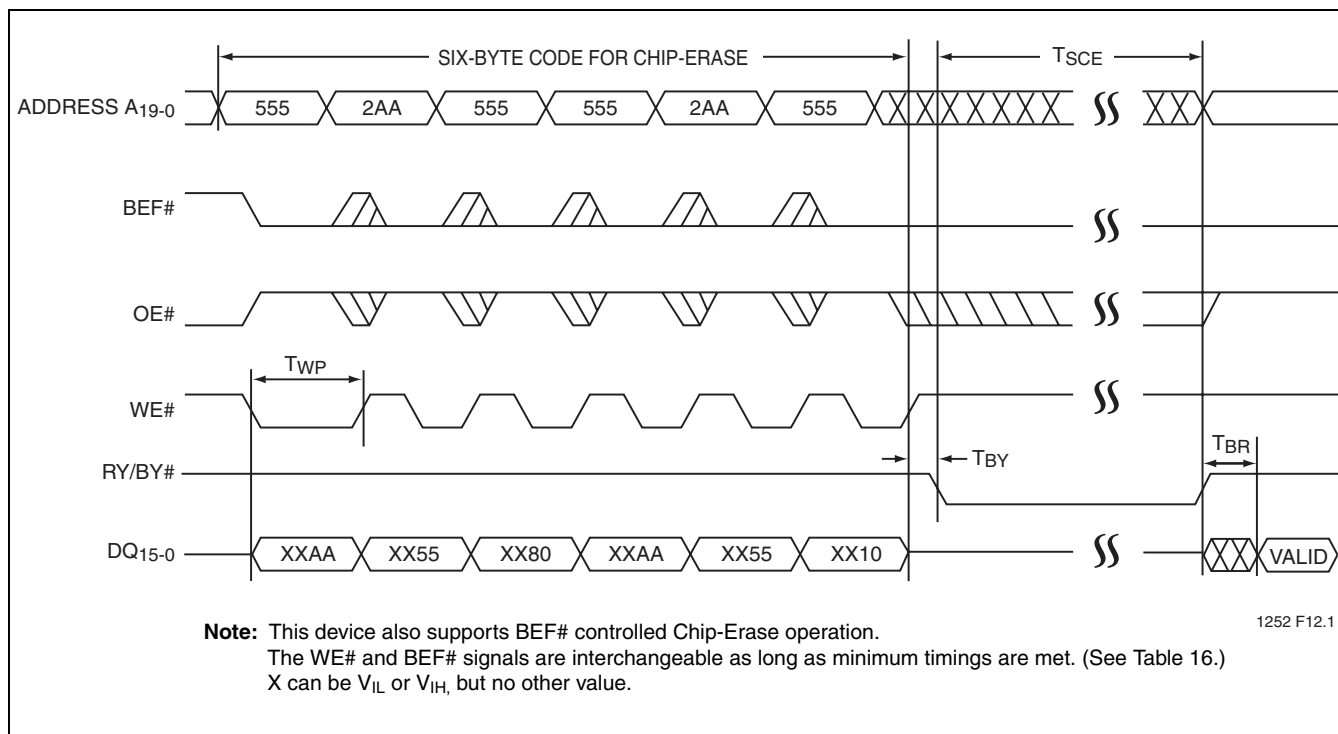 SIX-BYTE CODE FOR CHIP-ERASE
TSCE
ADDRESS A19-0
555 2AA 555 555 2AA 555
BEF#
OE#
TWP
WE#
TBY
TBR
RY/BY#
DQ15-0
XXAA XX55 XX80 XXAA XX55 XX10 VALID
1252 F12.1
Note: This device also supports BEF# controlled Chip-Erase operation.
The WE# and BEF# signals are interchangeable as long as minimum timings are met. (See Table 16.)
X can be VIL or VIH, but no other value.